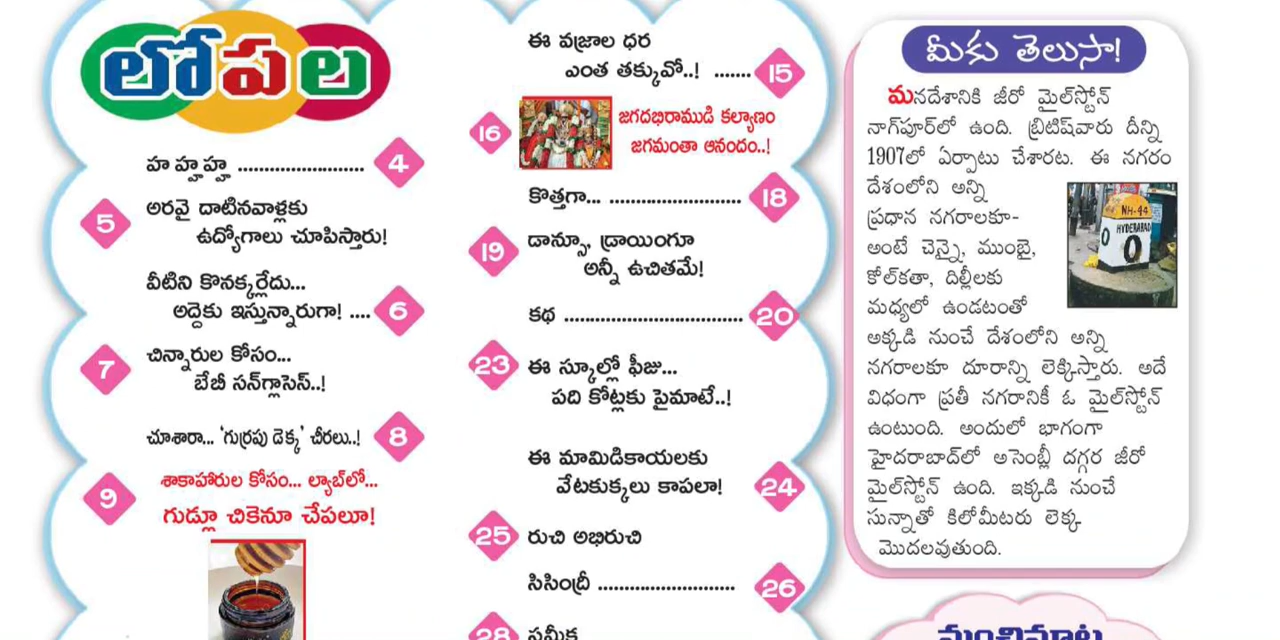 లోపల
హ హ్హహ్హ ........................ 4
5 అరవై దాటినవాళ్లకు
ఉద్యోగాలు చూపిస్తారు!
వీటిని కొనక్కర్లేదు...
అద్దెకు ఇస్తున్నారుగా! .... 6
7 చిన్నారుల కోసం...
బేబీ సన్‌గ్లాసెస్..!
చూశారా... 'గుర్రపు డెక్క' చీరలు..! 8
9 శాకాహారుల కోసం... ల్యాబ్‌లో...
గుడ్లూ చికెనూ చేపలూ!
ఈ వజ్రాల ధర
ఎంత తక్కువో..! ....... 15
16 జగదభిరాముడి కల్యాణం
జగమంతా ఆనందం..!
కొత్తగా... ......................... 18
19 డాన్సూ, డ్రాయింగూ
అన్నీ ఉచితమే!
కథ .................................. 20
23 ఈ స్కూల్లో ఫీజు...
పది కోట్లకు పైమాటే..!
ఈ మామిడికాయలకు
వేటకుక్కలు కాపలా! 24
25 రుచి అభిరుచి
సిసింద్రీ .......................... 26
28 సమీక్ష
మీకు తెలుసా!
మనదేశానికి జీరో మైల్‌స్టోన్
నాగ్‌పూర్‌లో ఉంది. బ్రిటిష్‌వారు దీన్ని
1907లో ఏర్పాటు చేశారట. ఈ నగరం
దేశంలోని అన్ని
ప్రధాన నగరాలకూ-
అంటే చెన్నై, ముంబై,
కోల్‌కతా, దిల్లీలకు
మధ్యలో ఉండటంతో
అక్కడి నుంచే దేశంలోని అన్ని
నగరాలకూ దూరాన్ని లెక్కిస్తారు. అదే
విధంగా ప్రతీ నగరానికీ ఓ మైల్‌స్టోన్
ఉంటుంది. అందులో భాగంగా
హైదరాబాద్‌లో అసెంబ్లీ దగ్గర జీరో
మైల్‌స్టోన్ ఉంది. ఇక్కడి నుంచే
సున్నాతో కిలోమీటరు లెక్క
మొదలవుతుంది.
NH-44
HYDERABAD
0
0
మంచిమాట